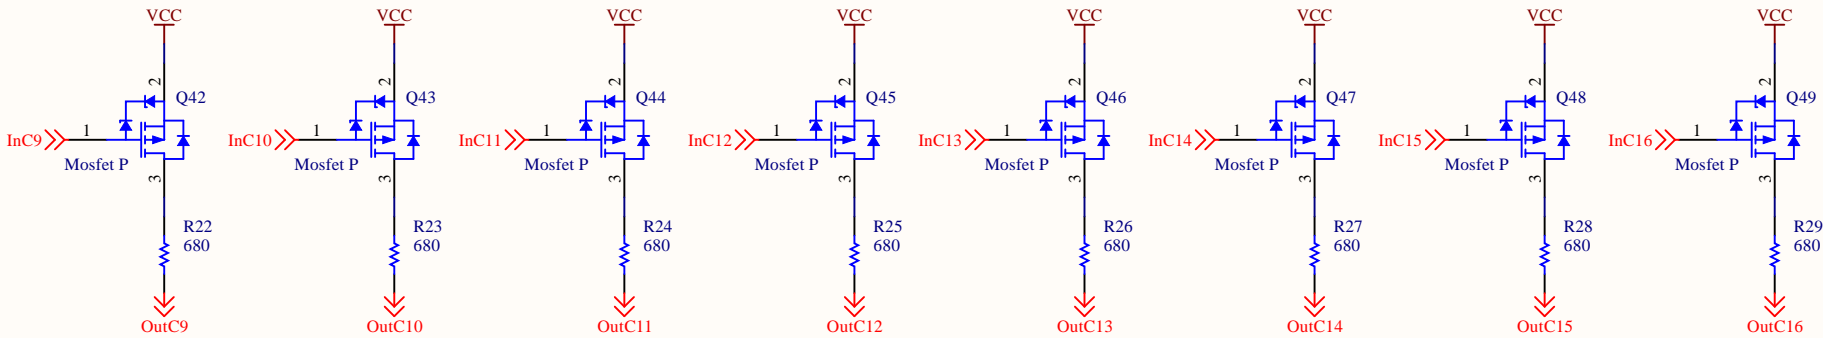 VCC VCC VCC VCC VCC VCC VCC VCC
2 2 2 2 2 2 2 2
Q42 Q43 Q44 Q45 Q46 Q47 Q48 Q49
InC9 1 InC10 1 InC11 1 InC12 1 InC13 1 InC14 1 InC15 1 InC16 1
Mosfet P Mosfet P Mosfet P Mosfet P Mosfet P Mosfet P Mosfet P Mosfet P
3 3 3 3 3 3 3 3
R22 R23 R24 R25 R26 R27 R28 R29
680 680 680 680 680 680 680 680
OutC9 OutC10 OutC11 OutC12 OutC13 OutC14 OutC15 OutC16